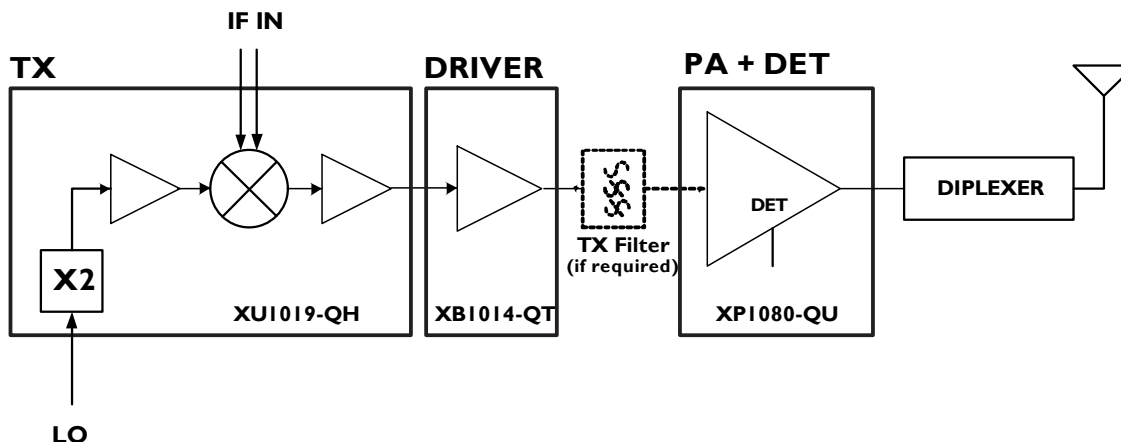 IF IN
TX
DRIVER
PA + DET
X2
DET
TX Filter
(if required)
DIPLEXER
XU1019-QH
XB1014-QT
XP1080-QU
LO